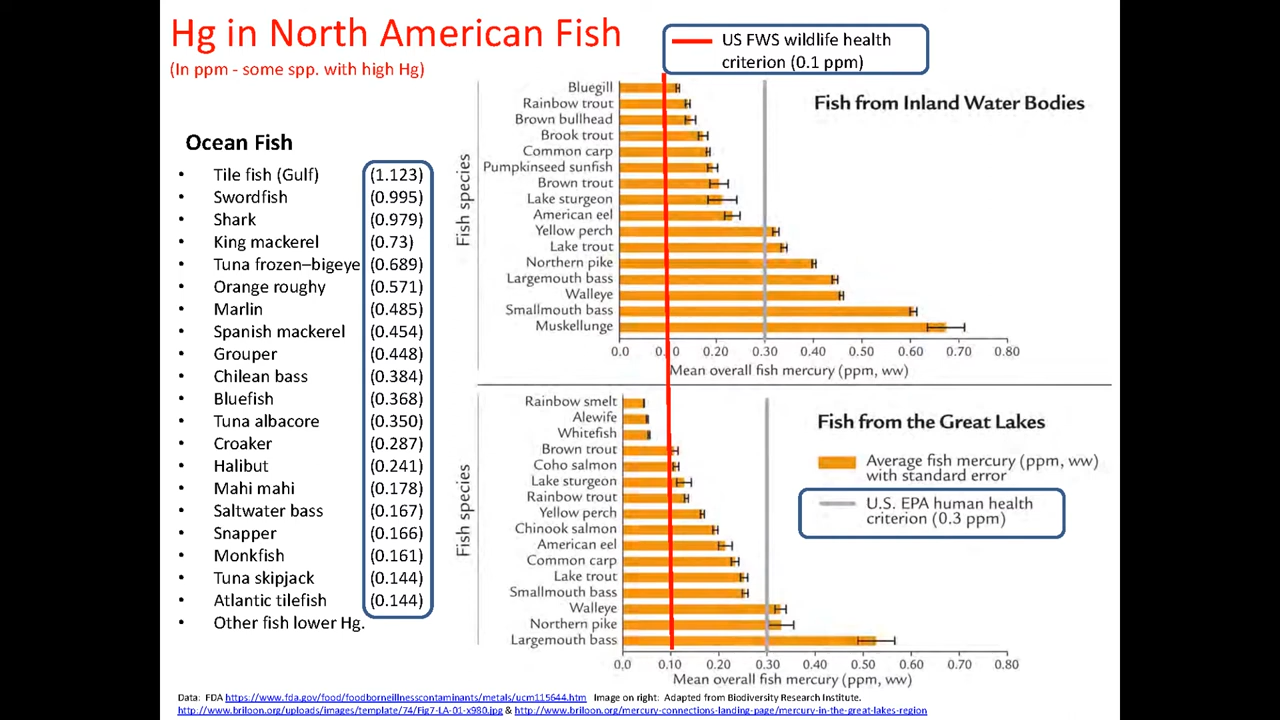 Hg in North American Fish
(In ppm - some spp. with high Hg)
US FWS wildlife health
criterion (0.1 ppm)
Ocean Fish
• Tile fish (Gulf) (1.123)
• Swordfish (0.995)
• Shark (0.979)
• King mackerel (0.73)
• Tuna frozen–bigeye (0.689)
• Orange roughy (0.571)
• Marlin (0.485)
• Spanish mackerel (0.454)
• Grouper (0.448)
• Chilean bass (0.384)
• Bluefish (0.368)
• Tuna albacore (0.350)
• Croaker (0.287)
• Halibut (0.241)
• Mahi mahi (0.178)
• Saltwater bass (0.167)
• Snapper (0.166)
• Monkfish (0.161)
• Tuna skipjack (0.144)
• Atlantic tilefish (0.144)
• Other fish lower Hg.
Fish from Inland Water Bodies
Fish species
Bluegill
Rainbow trout
Brown bullhead
Brook trout
Common carp
Pumpkinseed sunfish
Brown trout
Lake sturgeon
American eel
Yellow perch
Lake trout
Northern pike
Largemouth bass
Walleye
Smallmouth bass
Muskellunge
0.0 0.10 0.20 0.30 0.40 0.50 0.60 0.70 0.80
Mean overall fish mercury (ppm, ww)
Fish from the Great Lakes
Fish species
Rainbow smelt
Alewife
Whitefish
Brown trout
Coho salmon
Lake sturgeon
Rainbow trout
Yellow perch
Chinook salmon
American eel
Common carp
Lake trout
Smallmouth bass
Walleye
Northern pike
Largemouth bass
0,0 0.10 0.20 0.30 0.40 0.50 0.60 0.70 0.80
Mean overall fish mercury (ppm, ww)
Average fish mercury (ppm, ww)
with standard error
U.S. EPA human health
criterion (0.3 ppm)
Data: FDA https://www.fda.gov/food/foodborneillnesscontaminants/metals/ucm115644.htm Image on right: Adapted from Biodiversity Research Institute.
http://www.briloon.org/uploads/images/template/74/Fig7-LA-01-x980.jpg & http://www.briloon.org/mercury-connections-landing-page/mercury-in-the-great-lakes-region